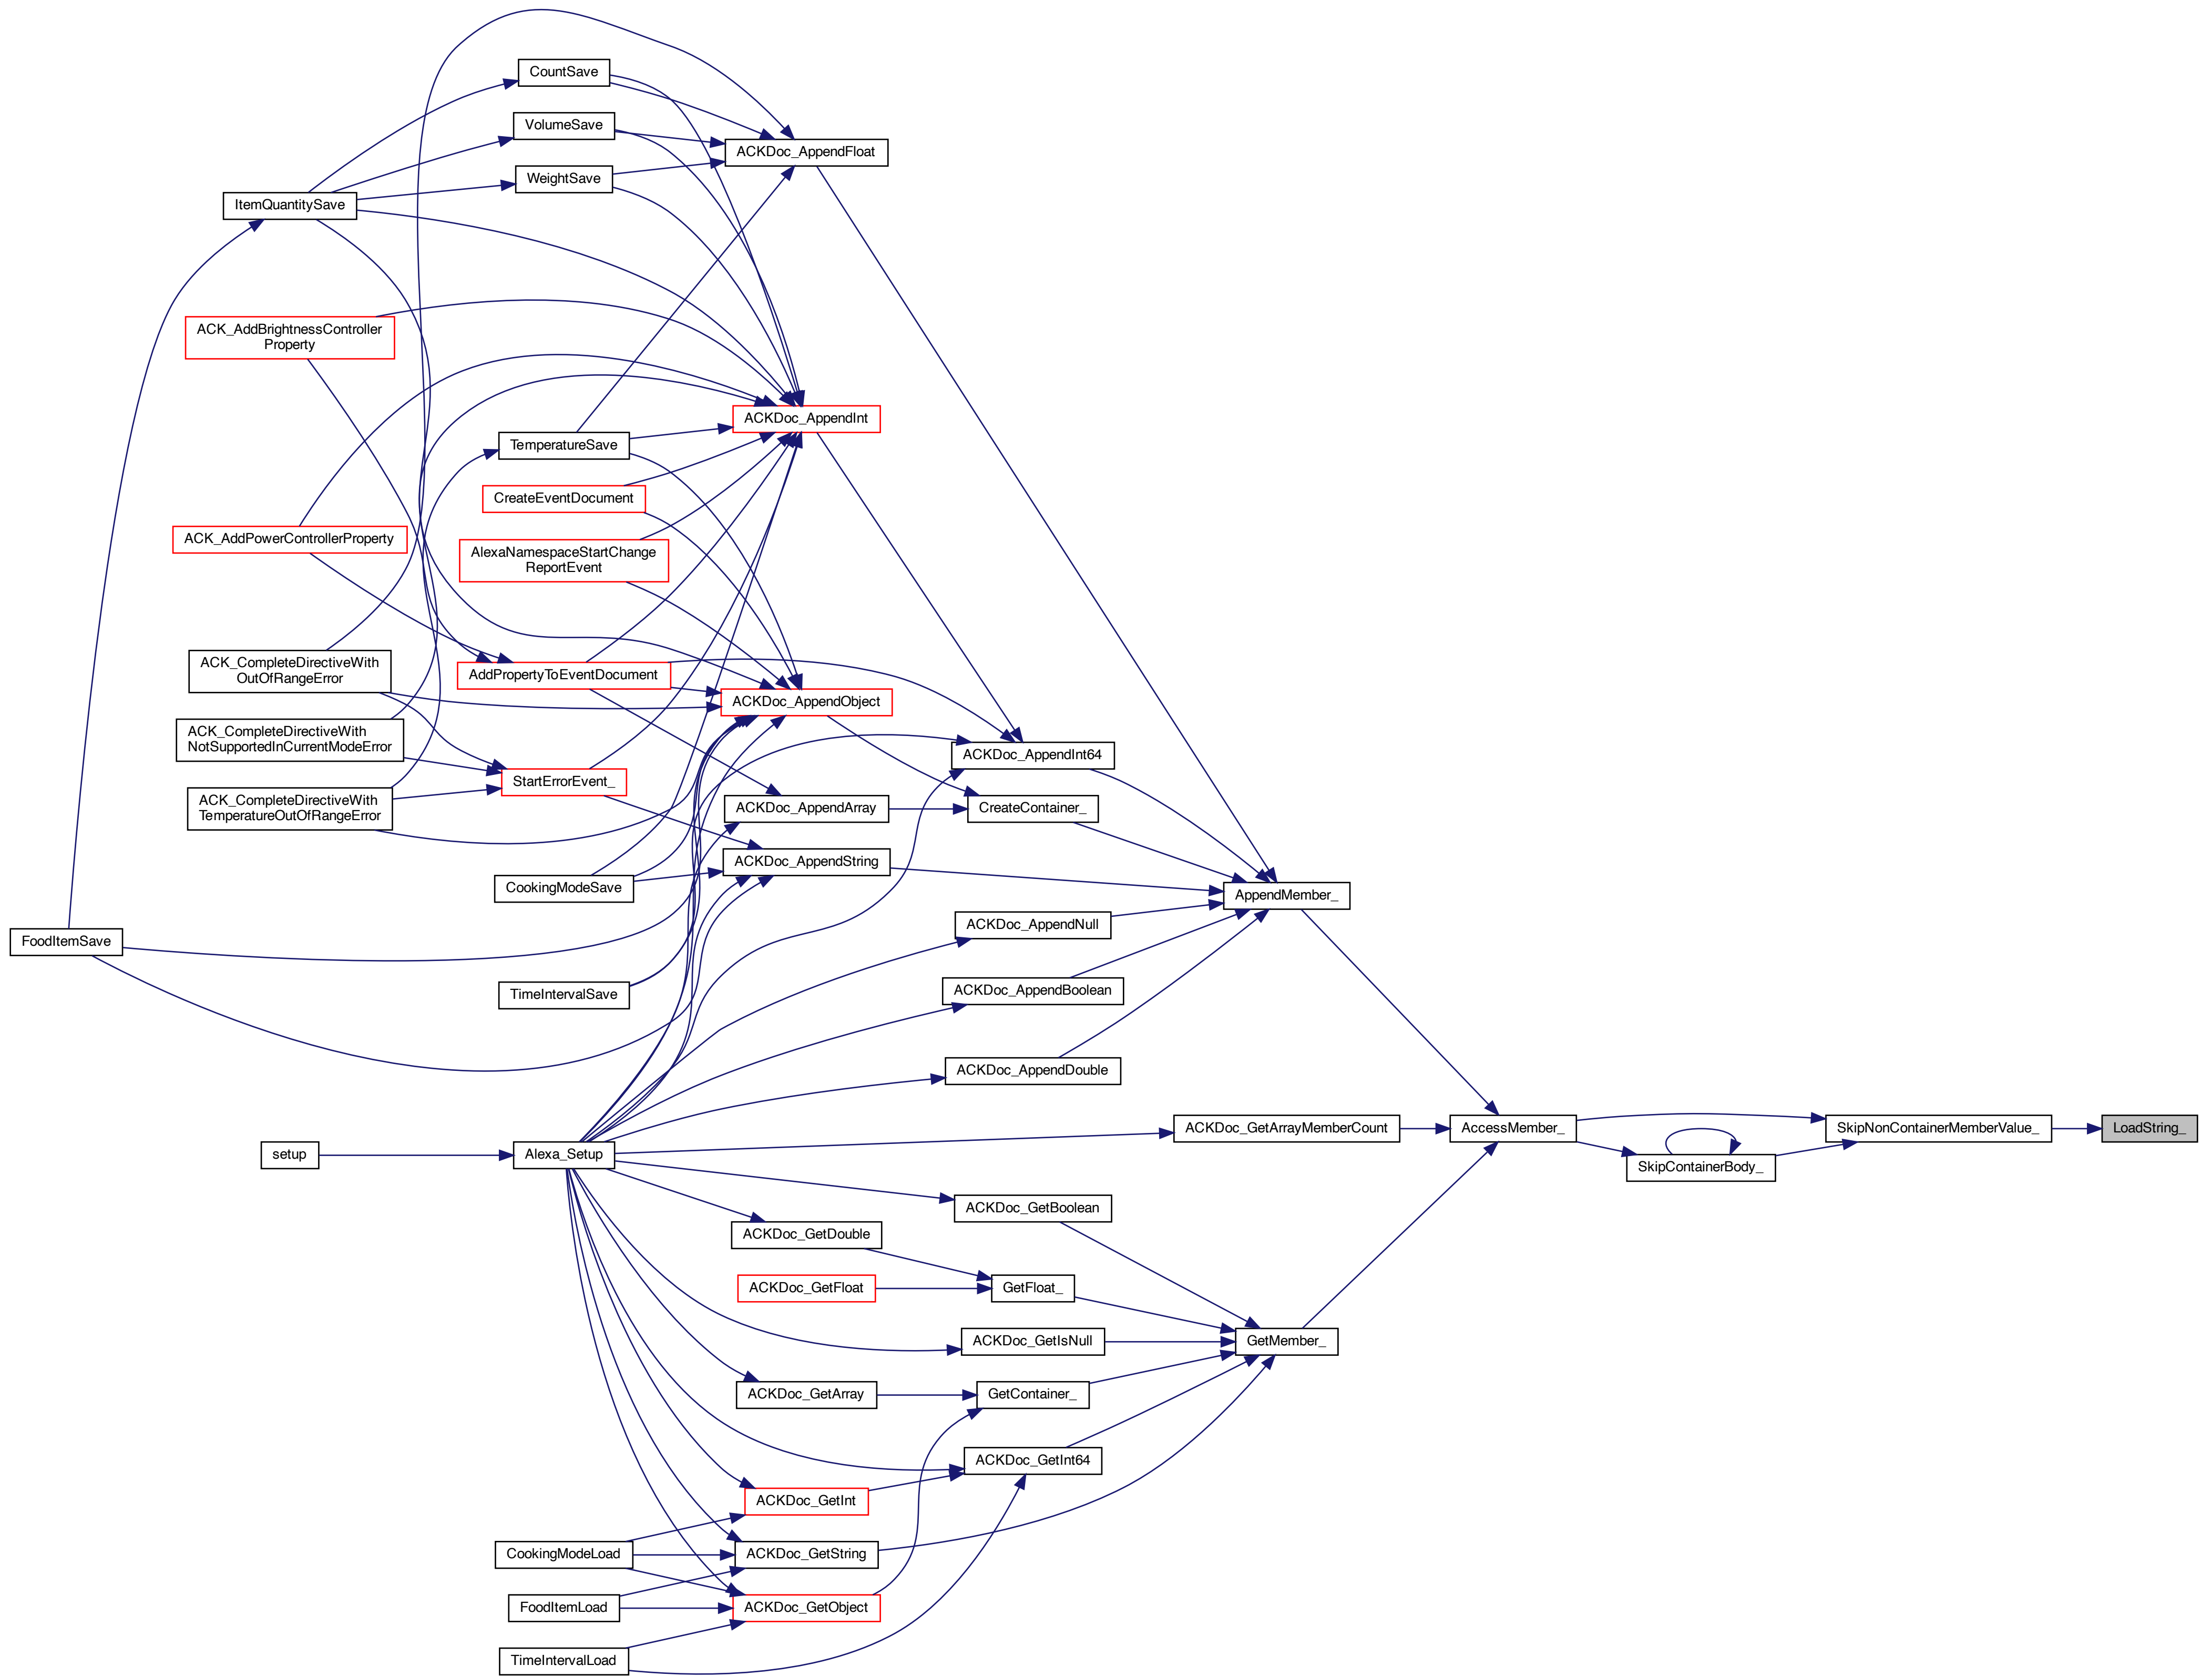 CountSave
VolumeSave
ACKDoc_AppendFloat
WeightSave
ItemQuantitySave
ACK_AddBrightnessController
Property
ACKDoc_AppendInt
TemperatureSave
CreateEventDocument
ACK_AddPowerControllerProperty
AlexaNamespaceStartChange
ReportEvent
ACK_CompleteDirectiveWith
OutOfRangeError
AddPropertyToEventDocument
ACKDoc_AppendObject
ACK_CompleteDirectiveWith
NotSupportedInCurrentModeError
ACKDoc_AppendInt64
StartErrorEvent_
ACK_CompleteDirectiveWith
TemperatureOutOfRangeError
ACKDoc_AppendArray
CreateContainer_
ACKDoc_AppendString
CookingModeSave
AppendMember_
ACKDoc_AppendNull
FoodItemSave
TimeIntervalSave
ACKDoc_AppendBoolean
ACKDoc_AppendDouble
setup
Alexa_Setup
ACKDoc_GetArrayMemberCount
AccessMember_
SkipNonContainerMemberValue_
LoadString_
SkipContainerBody_
ACKDoc_GetBoolean
ACKDoc_GetDouble
ACKDoc_GetFloat
GetFloat_
ACKDoc_GetIsNull
GetMember_
ACKDoc_GetArray
GetContainer_
ACKDoc_GetInt64
ACKDoc_GetInt
CookingModeLoad
ACKDoc_GetString
FoodItemLoad
ACKDoc_GetObject
TimeIntervalLoad